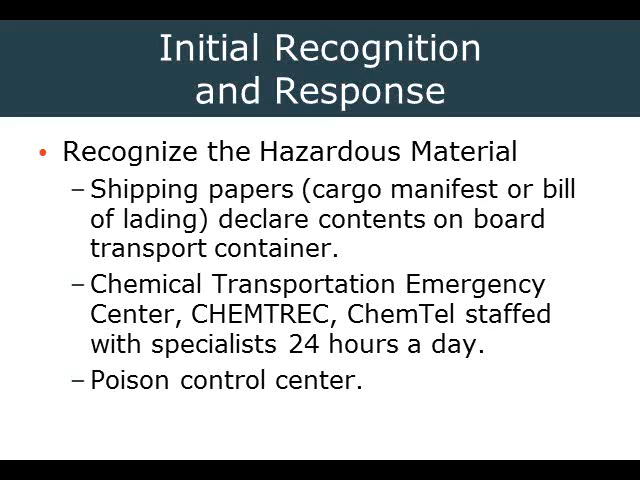 Initial Recognition
and Response
• Recognize the Hazardous Material
– Shipping papers (cargo manifest or bill
of lading) declare contents on board
transport container.
– Chemical Transportation Emergency
Center, CHEMTREC, ChemTel staffed
with specialists 24 hours a day.
– Poison control center.